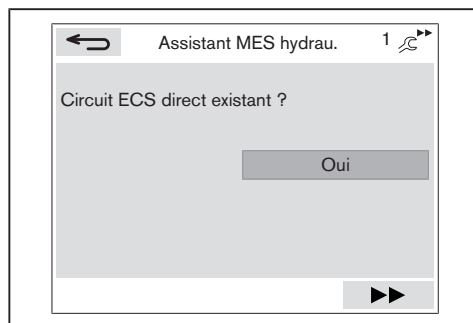 Assistant MES hydrau. 1
Circuit ECS direct existant ?
Oui